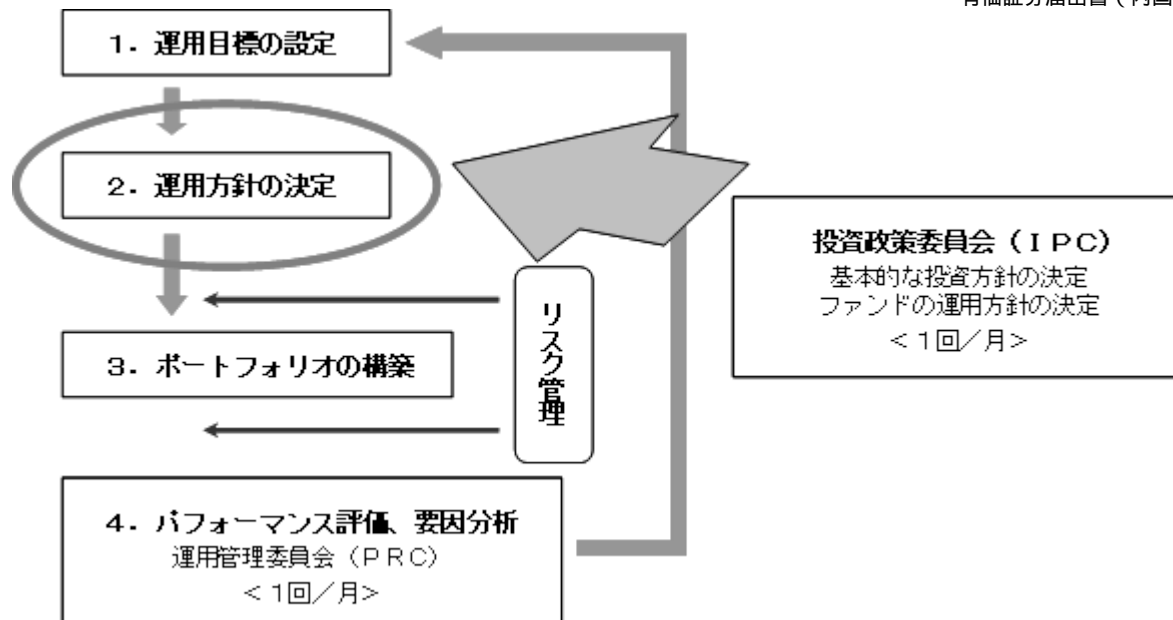 有価証券届出書（内国
１．運用目標の設定
２．運用方針の決定
投資政策委員会（ＩＰＣ）
基本的な投資方針の決定
ファンドの運用方針の決定
＜１回／月＞
リスク管理
３．ポートフォリオの構築
４．パフォーマンス評価、要因分析
運用管理委員会（ＰＲＣ）
＜１回／月＞